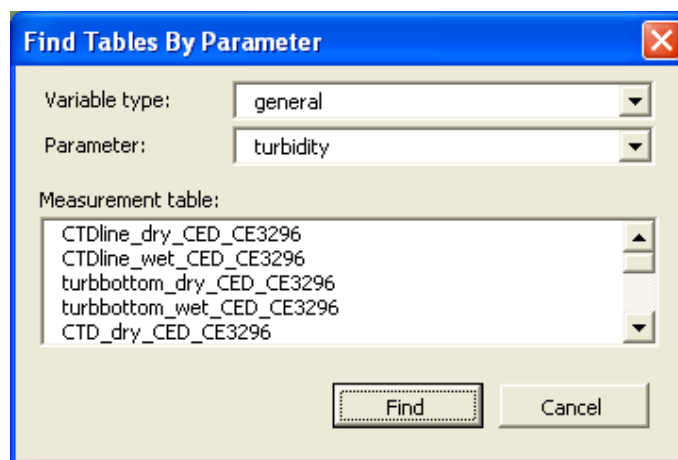 Find Tables By Parameter
Variable type: general
Parameter: turbidity
Measurement table:
CTDline_dry_CED_CE3296
CTDline_wet_CED_CE3296
turbbottom_dry_CED_CE3296
turbbottom_wet_CED_CE3296
CTD_dry_CED_CE3296
Find Cancel